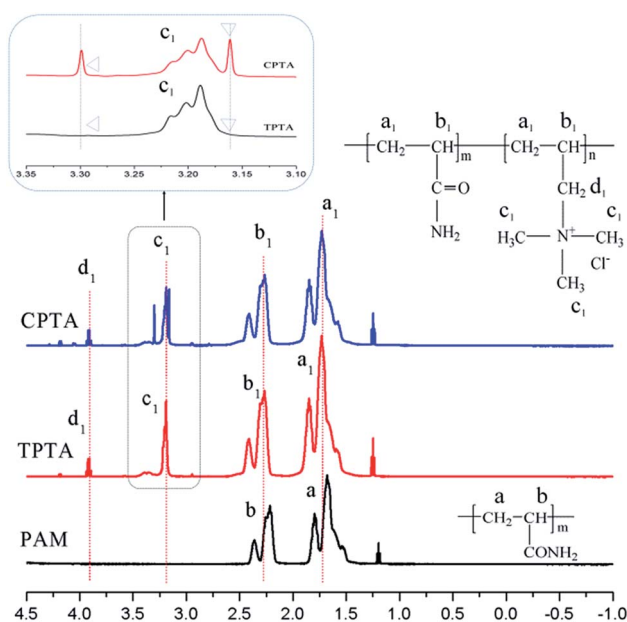 c₁
CPTA
c₁
TPTA
3.35 3.30 3.25 3.20 3.15 3.10
a₁ b₁ a₁ b₁
[CH₂—CH]m [CH₂—CH]n
C=O CH₂ d₁
NH₂
c₁ c₁
H₃C—N⁺—CH₃
Cl⁻
CH₃
c₁
d₁ c₁ b₁ a₁
CPTA
d₁ c₁ b₁ a₁
TPTA
b a
PAM
a b
[CH₂—CH]m
CONH₂
4.5 4.0 3.5 3.0 2.5 2.0 1.5 1.0 0.5 0.0 -0.5 -1.0